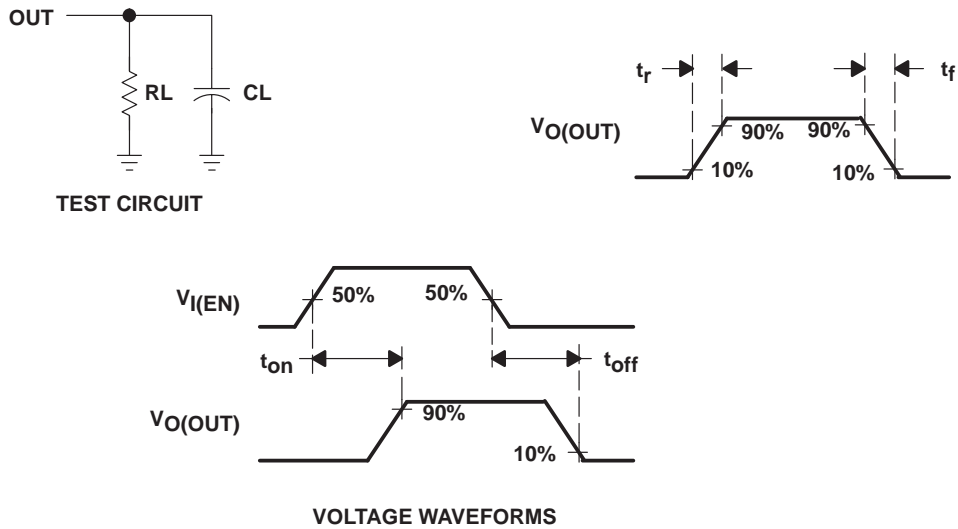 OUT
RL
CL
TEST CIRCUIT
tr
tf
VO(OUT)
90%
90%
10%
10%
VI(EN)
50%
50%
ton
toff
VO(OUT)
90%
10%
VOLTAGE WAVEFORMS